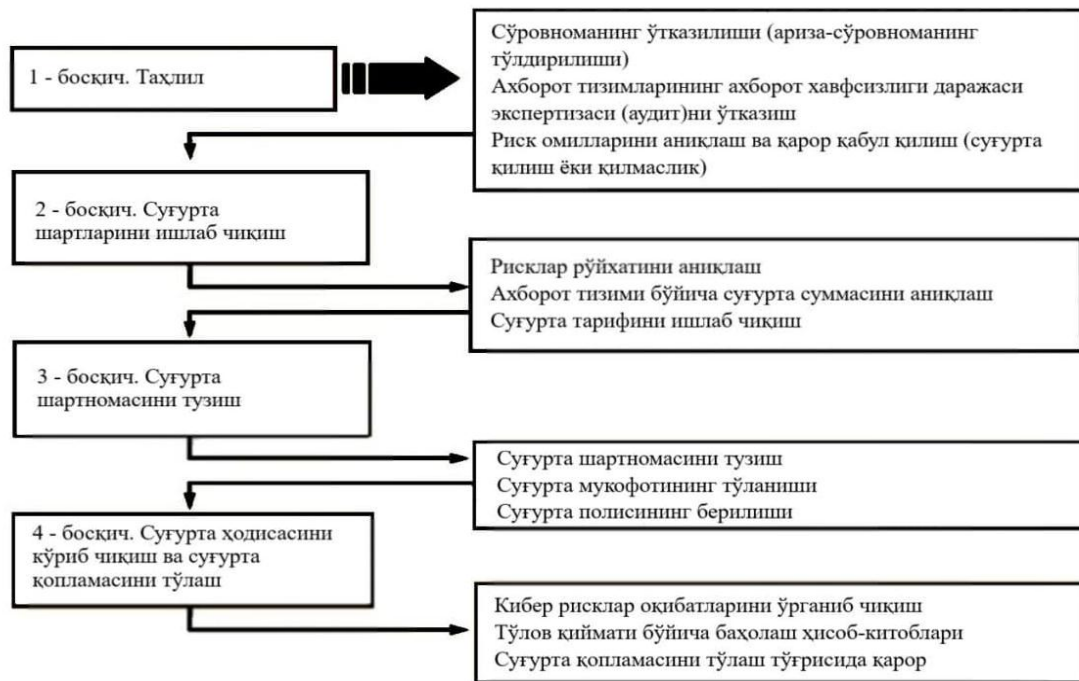 1 - босқич. Таҳлил
Сўровноманинг ўтказилиши (ариза-сўровноманинг
тўлдирилиши)
Ахборот тизимларининг ахборот хавфсизлиги даражаси
экспертизаси (аудит)ни ўтказиш
Риск омилларини аниқлаш ва қарор қабул қилиш (суғурта
қилиш ёки қилмаслик)
2 - босқич. Суғурта
шартларини ишлаб чиқиш
Рисклар рўйхатини аниқлаш
Ахборот тизими бўйича суғурта суммасини аниқлаш
Суғурта тарифини ишлаб чиқиш
3 - босқич. Суғурта
шартномасини тузиш
Суғурта шартномасини тузиш
Суғурта мукофотининг тўланиши
Суғурта полисининг берилиши
4 - босқич. Суғурта ҳодисасини
кўриб чиқиш ва суғурта
қопламасини тўлаш
Кибер рисклар оқибатларини ўрганиб чиқиш
Тўлов қиймати бўйича баҳолаш ҳисоб-китоблари
Суғурта қопламасини тўлаш тўғрисида қарор